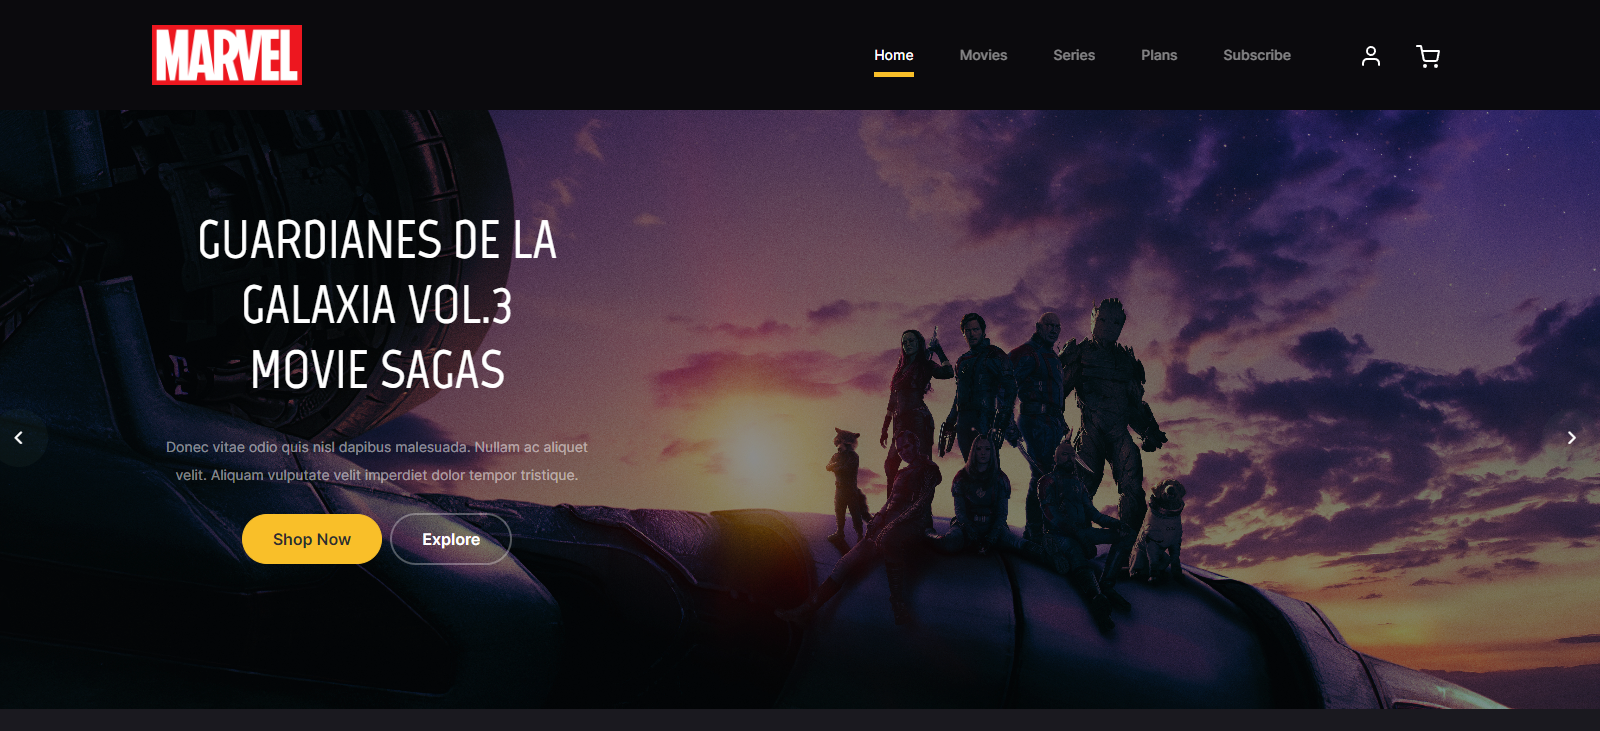 MARVEL
Home Movies Series Plans Subscribe
GUARDIANES DE LA
GALAXIA VOL.3
MOVIE SAGAS
Donec vitae odio quis nisl dapibus malesuada. Nullam ac aliquet
velit. Aliquam vulputate velit imperdiet dolor tempor tristique.
Shop Now Explore